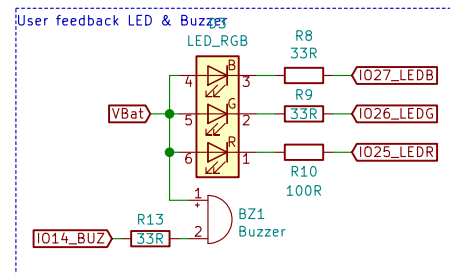 User feedback LED & Buzzer
D3
LED_RGB
R8
33R
4
B
3
IO27_LEDB
R9
VBat
5
G
2
33R
IO26_LEDG
6
R
1
IO25_LEDR
R10
100R
1
+
BZ1
Buzzer
R13
2
IO14_BUZ
33R